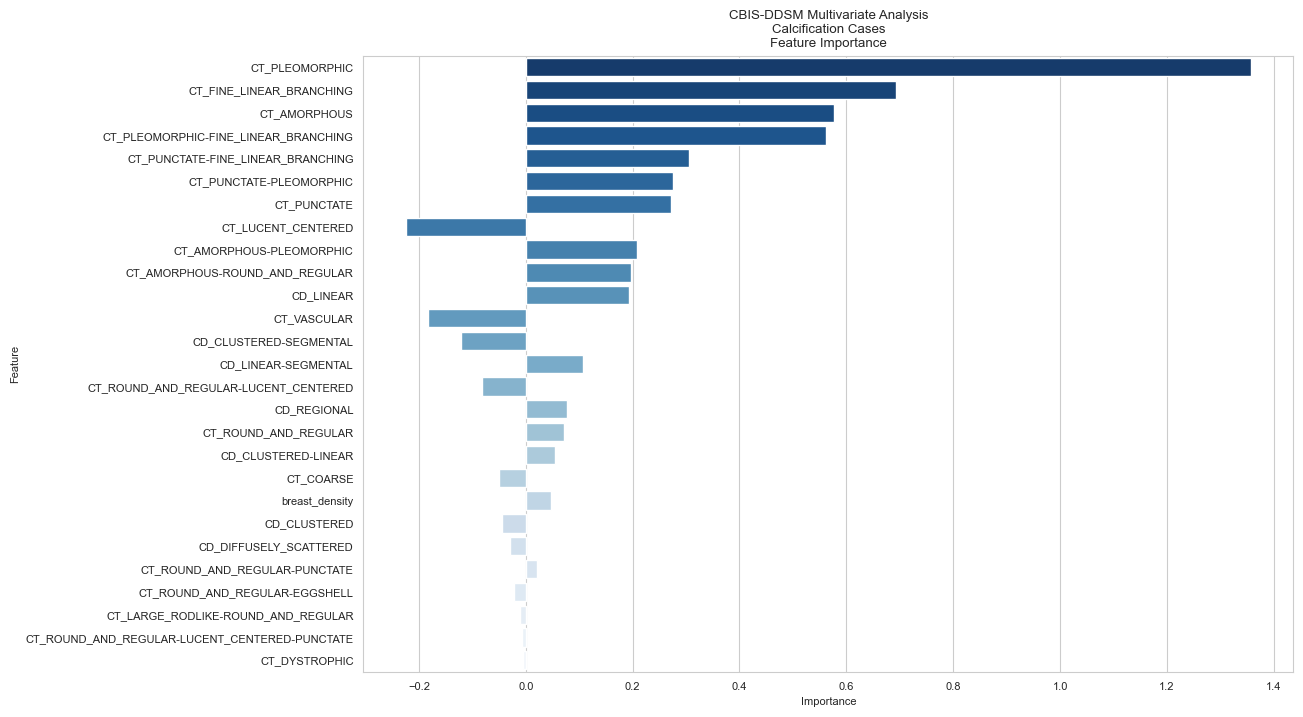 CBIS-DDSM Multivariate Analysis
Calcification Cases
Feature Importance
Feature
CT_PLEOMORPHIC
CT_FINE_LINEAR_BRANCHING
CT_AMORPHOUS
CT_PLEOMORPHIC-FINE_LINEAR_BRANCHING
CT_PUNCTATE-FINE_LINEAR_BRANCHING
CT_PUNCTATE-PLEOMORPHIC
CT_PUNCTATE
CT_LUCENT_CENTERED
CT_AMORPHOUS-PLEOMORPHIC
CT_AMORPHOUS-ROUND_AND_REGULAR
CD_LINEAR
CT_VASCULAR
CD_CLUSTERED-SEGMENTAL
CD_LINEAR-SEGMENTAL
CT_ROUND_AND_REGULAR-LUCENT_CENTERED
CD_REGIONAL
CT_ROUND_AND_REGULAR
CD_CLUSTERED-LINEAR
CT_COARSE
breast_density
CD_CLUSTERED
CD_DIFFUSELY_SCATTERED
CT_ROUND_AND_REGULAR-PUNCTATE
CT_ROUND_AND_REGULAR-EGGSHELL
CT_LARGE_RODLIKE-ROUND_AND_REGULAR
CT_ROUND_AND_REGULAR-LUCENT_CENTERED-PUNCTATE
CT_DYSTROPHIC
−0.2 0.0 0.2 0.4 0.6 0.8 1.0 1.2 1.4
Importance